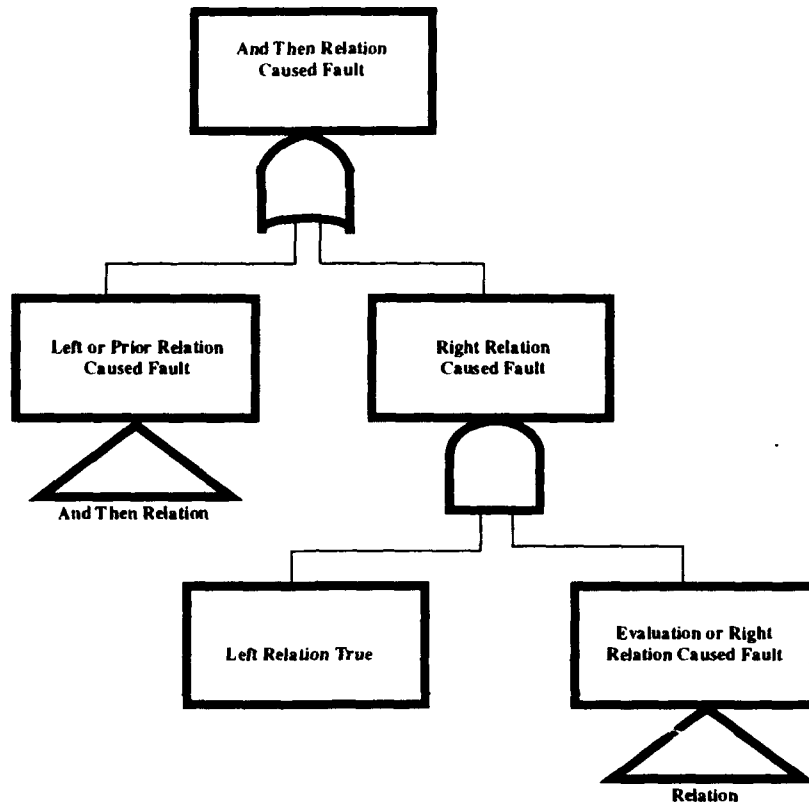 And Then Relation
Caused Fault
Left or Prior Relation
Caused Fault
Right Relation
Caused Fault
And Then Relation
Left Relation True
Evaluation or Right
Relation Caused Fault
Relation